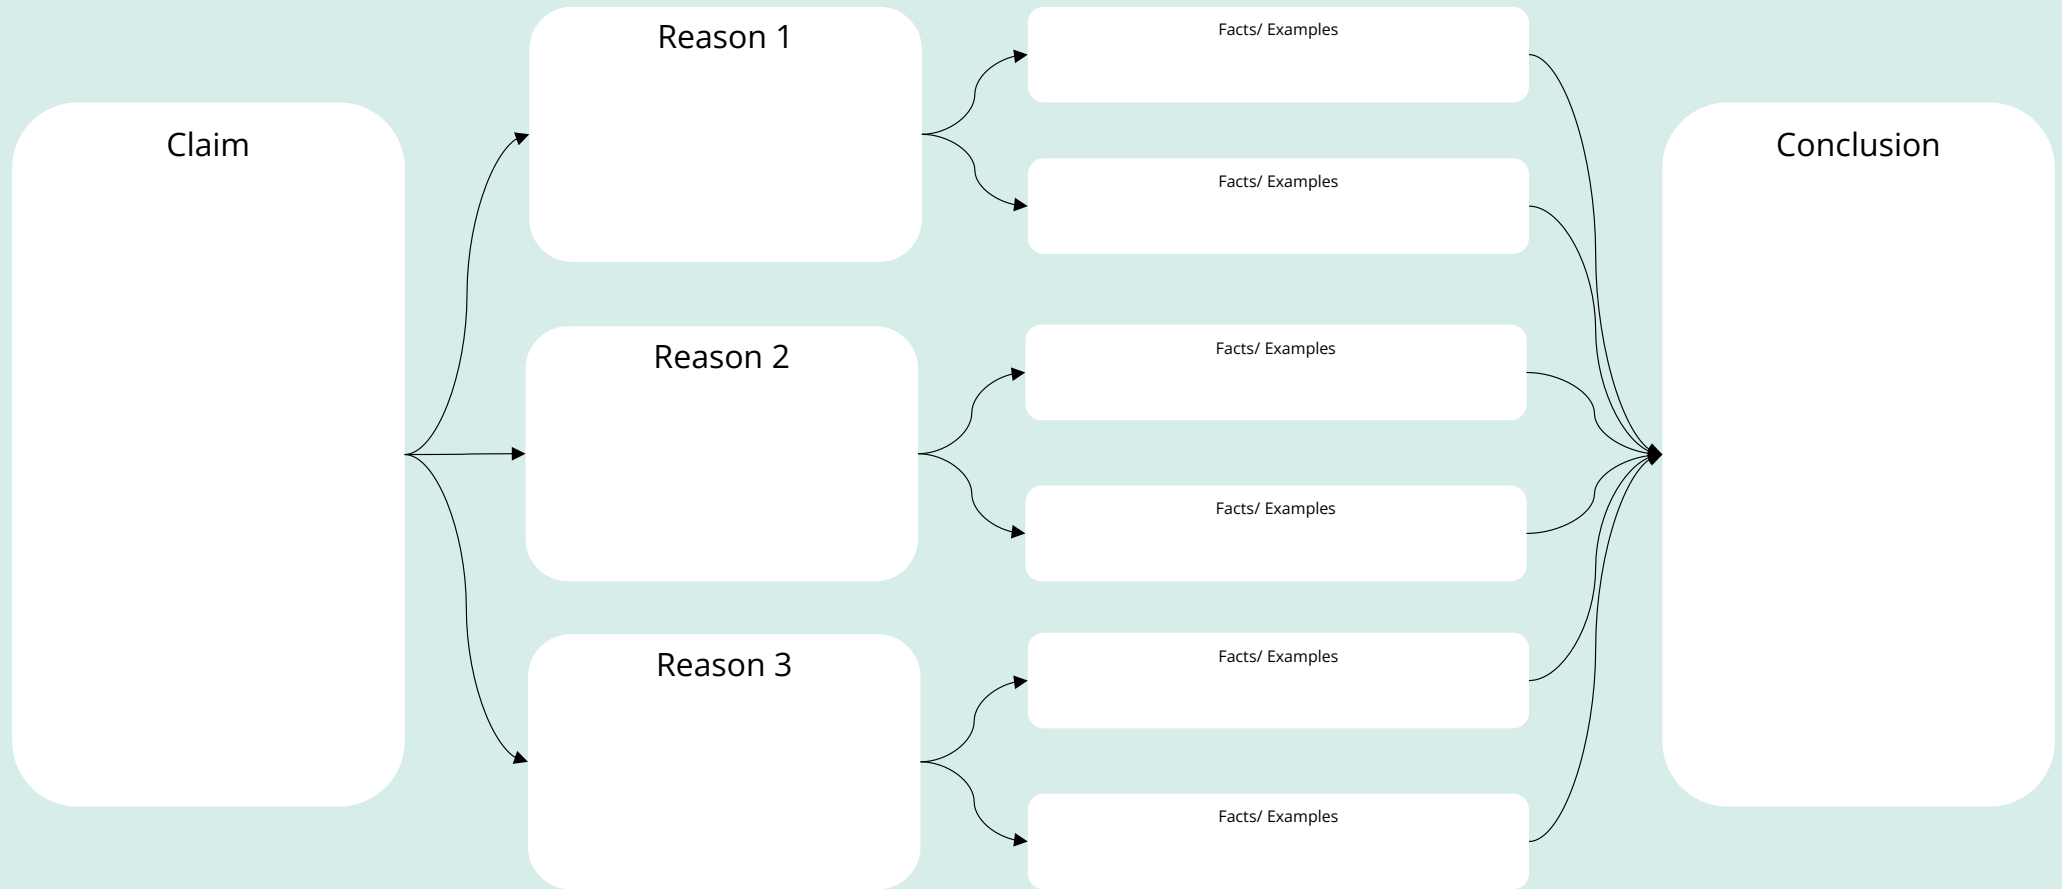 Claim
Reason 1
Facts/ Examples
Facts/ Examples
Reason 2
Facts/ Examples
Facts/ Examples
Reason 3
Facts/ Examples
Facts/ Examples
Conclusion